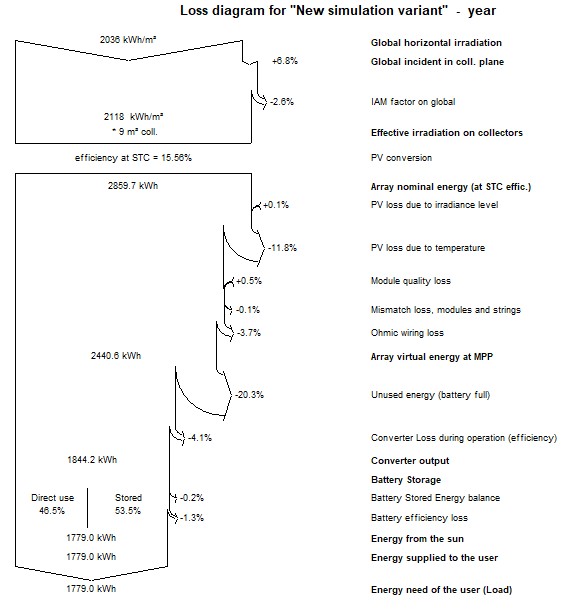 Loss diagram for "New simulation variant" - year
2036 kWh/m²
Global horizontal irradiation
+6.8%
Global incident in coll. plane
-2.6%
IAM factor on global
2118 kWh/m²
* 9 m² coll.
Effective irradiation on collectors
efficiency at STC = 15.56%
PV conversion
2859.7 kWh
Array nominal energy (at STC effic.)
+0.1%
PV loss due to irradiance level
-11.8%
PV loss due to temperature
+0.5%
Module quality loss
-0.1%
Mismatch loss, modules and strings
-3.7%
Ohmic wiring loss
2440.6 kWh
Array virtual energy at MPP
-20.3%
Unused energy (battery full)
-4.1%
Converter Loss during operation (efficiency)
1844.2 kWh
Converter output
Battery Storage
Direct use
Stored
-0.2%
Battery Stored Energy balance
46.5%
53.5%
-1.3%
Battery efficiency loss
1779.0 kWh
Energy from the sun
1779.0 kWh
Energy supplied to the user
1779.0 kWh
Energy need of the user (Load)